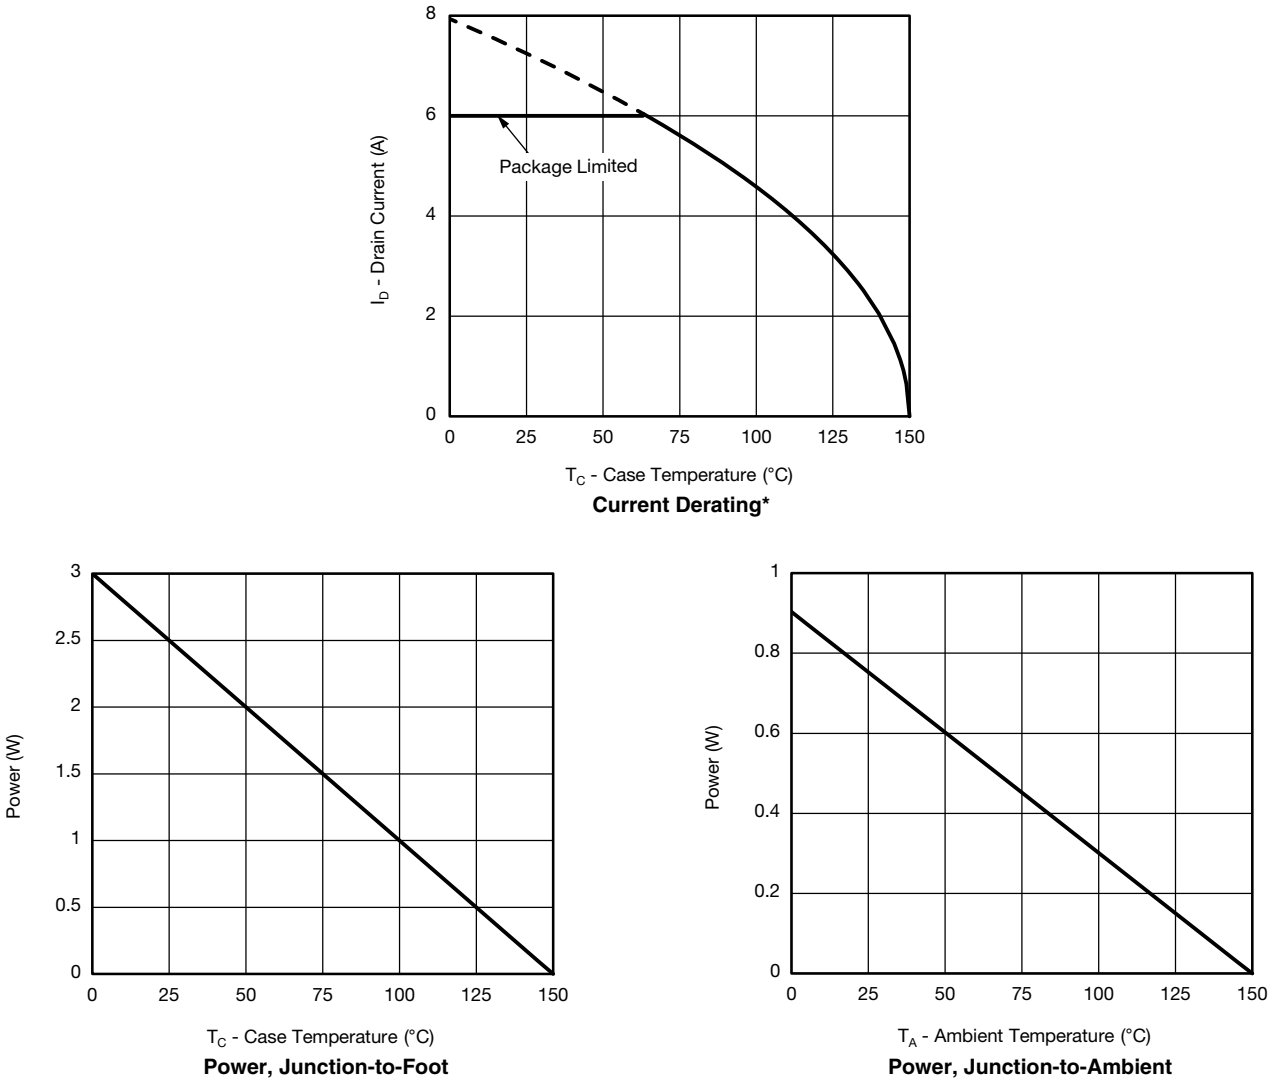 8
6
4
2
0
I_D - Drain Current (A)
Package Limited
0 25 50 75 100 125 150
T_C - Case Temperature (°C)
Current Derating*
3
2.5
2
1.5
1
0.5
0
Power (W)
0 25 50 75 100 125 150
T_C - Case Temperature (°C)
Power, Junction-to-Foot
1
0.8
0.6
0.4
0.2
0
Power (W)
0 25 50 75 100 125 150
T_A - Ambient Temperature (°C)
Power, Junction-to-Ambient